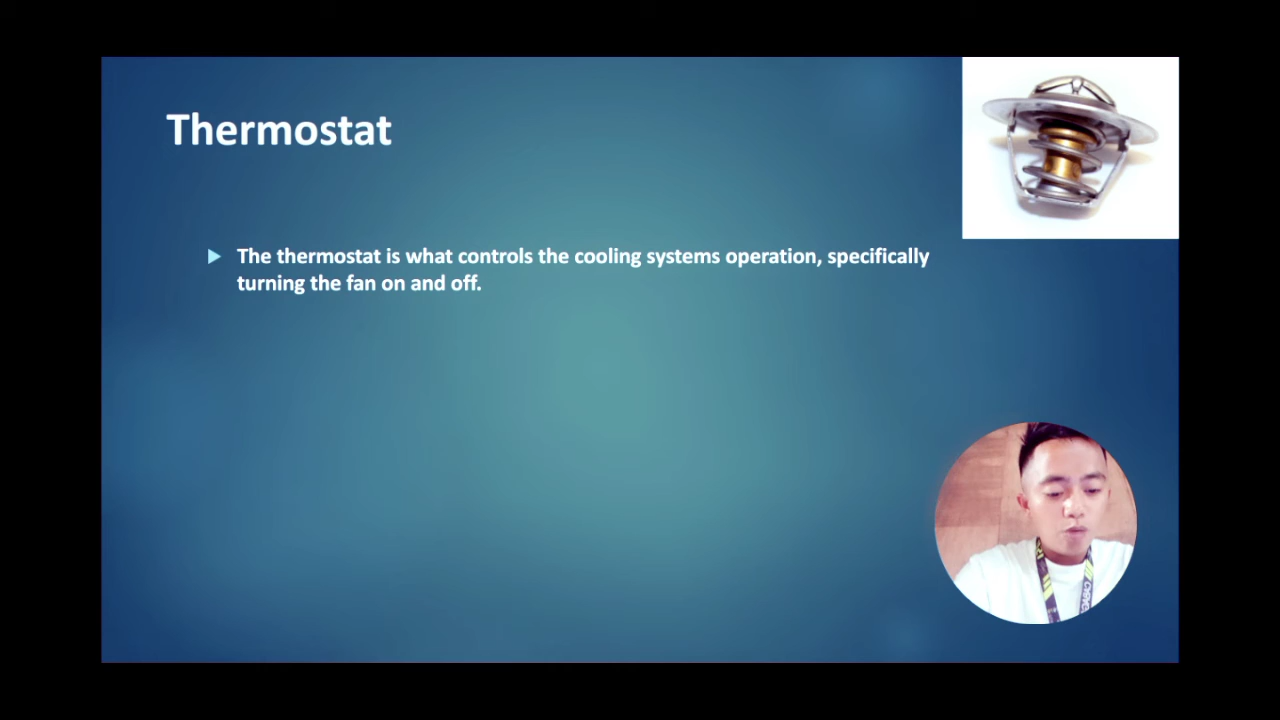 Thermostat
The thermostat is what controls the cooling systems operation, specifically
turning the fan on and off.